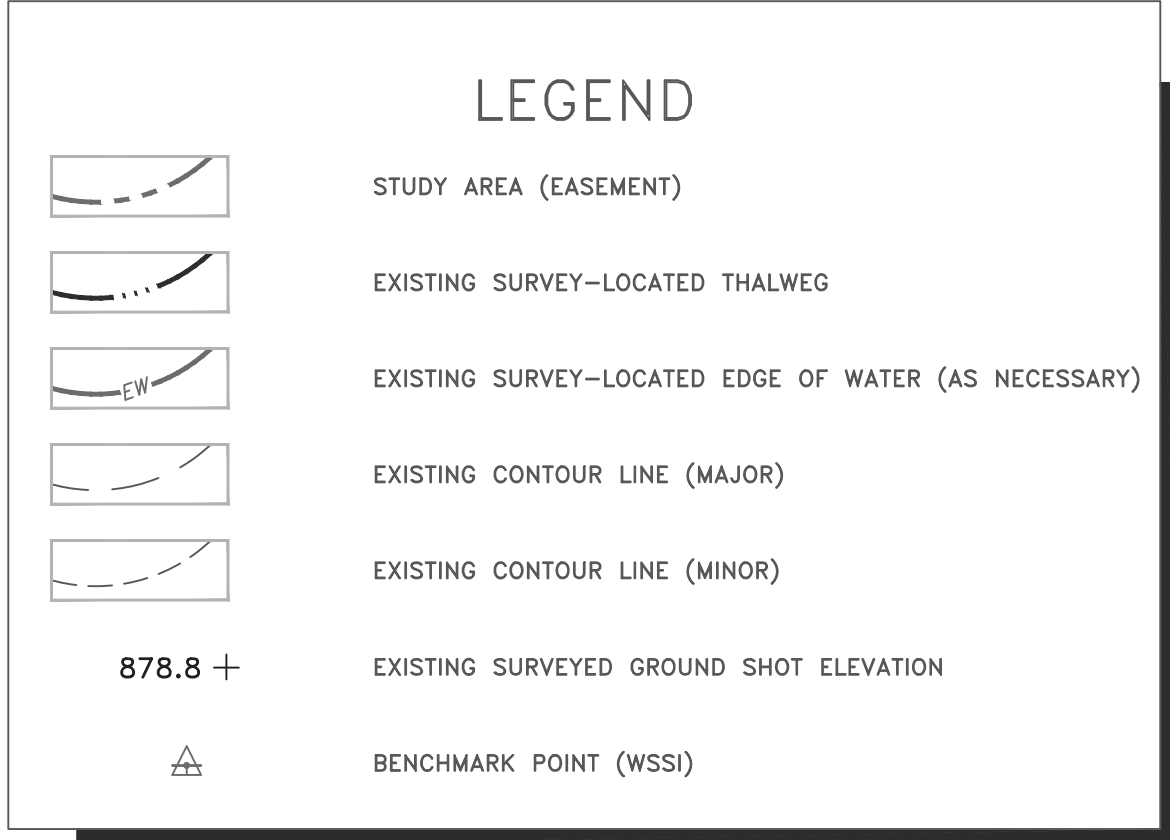 LEGEND
STUDY AREA (EASEMENT)
EXISTING SURVEY-LOCATED THALWEG
EW
EXISTING SURVEY-LOCATED EDGE OF WATER (AS NECESSARY)
EXISTING CONTOUR LINE (MAJOR)
EXISTING CONTOUR LINE (MINOR)
878.8 + EXISTING SURVEYED GROUND SHOT ELEVATION
BENCHMARK POINT (WSSI)